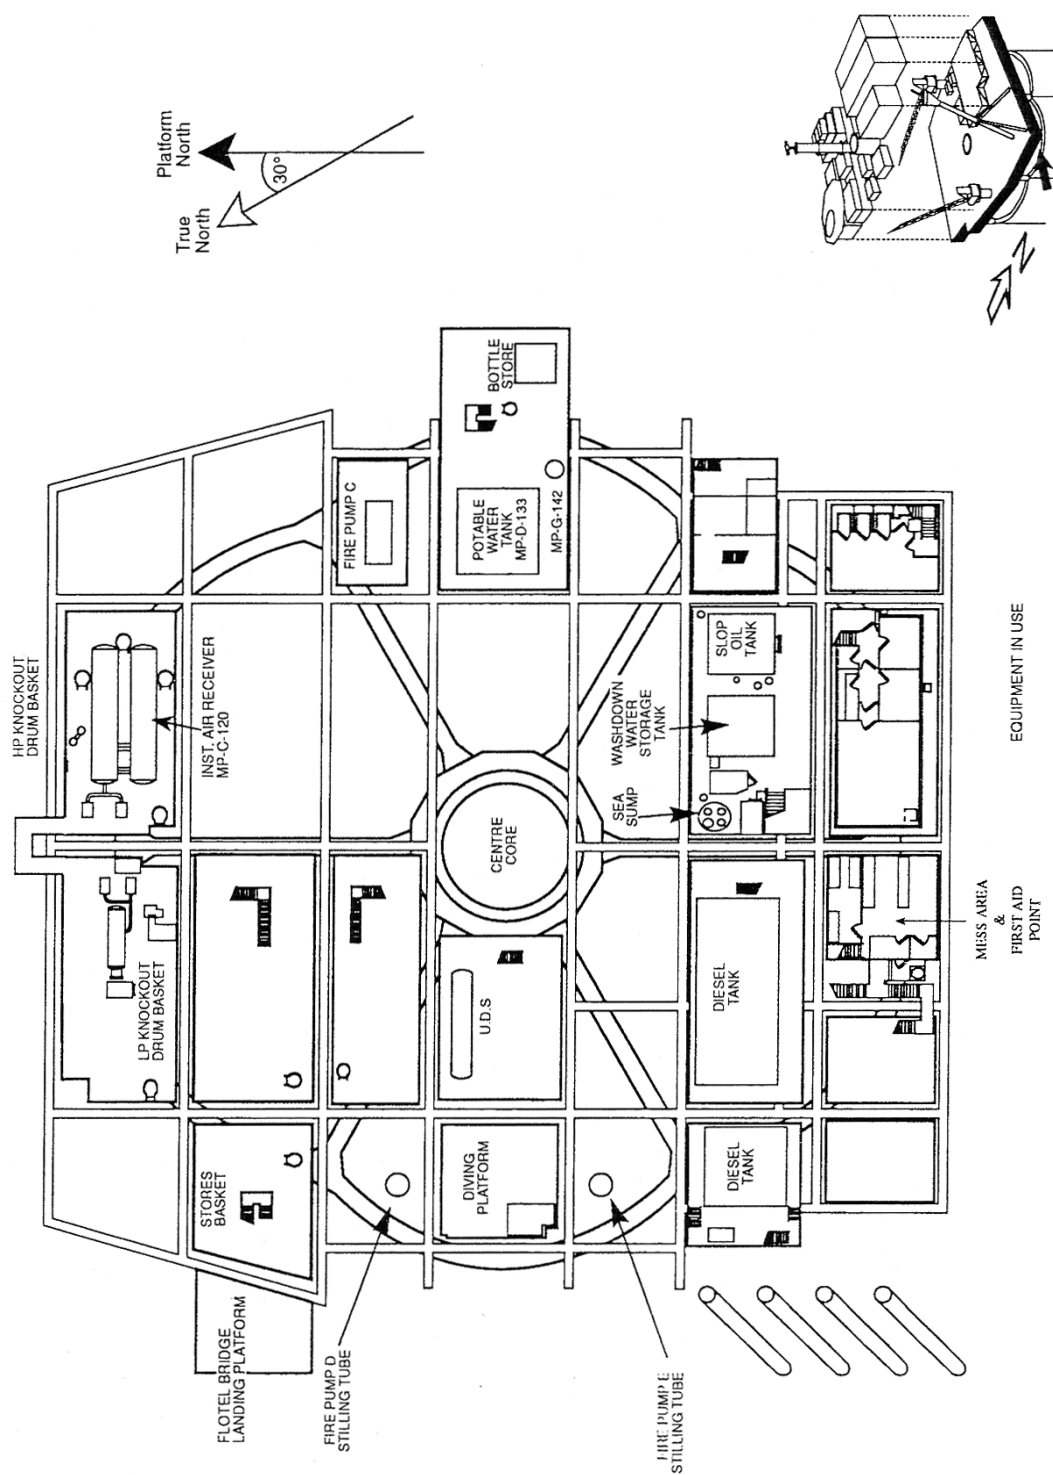 Platform
North
True
North
30°
N
HP KNOCKOUT
DRUM BASKET
INST. AIR RECEIVER
MP-C-120
FIRE PUMP C
BOTTLE
STORE
POTABLE
WATER
TANK
MP-D-133
MP-G-142
LP KNOCKOUT
DRUM BASKET
CENTRE
CORE
SLOP
OIL
TANK
WASHDOWN
WATER
STORAGE
TANK
SEA
SUMP
EQUIPMENT IN USE
STORES
BASKET
U.D.S
DIVING
PLATFORM
DIESEL
TANK
DIESEL
TANK
MESS AREA
&
FIRST AID
POINT
FLOTEL BRIDGE
LANDING PLATFORM
FIRE PUMP D
STILLING TUBE
FIRE PUMP E
STILLING TUBE